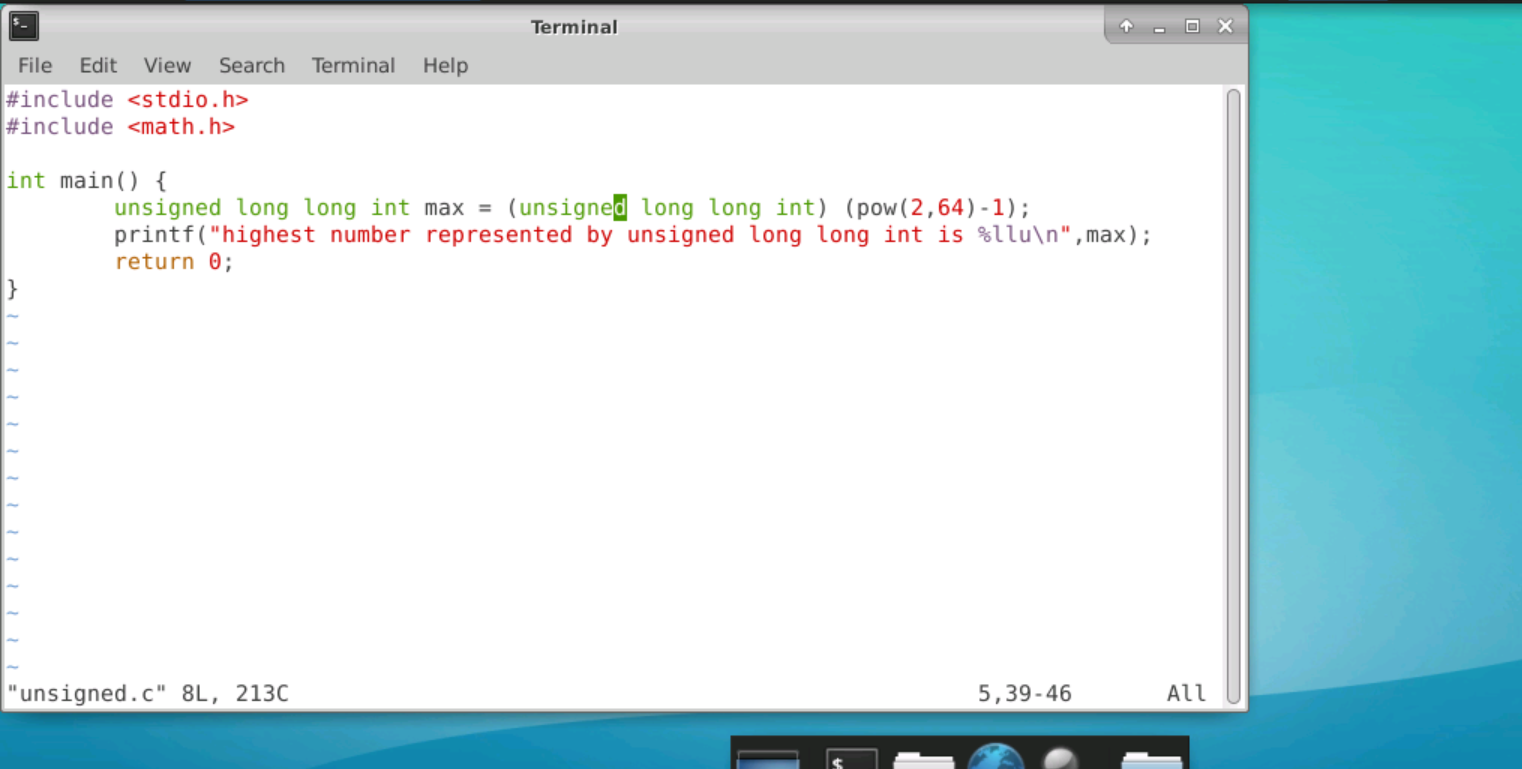 Terminal
File Edit View Search Terminal Help
#include <stdio.h>
#include <math.h>
int main() {
        unsigned long long int max = (unsigned long long int) (pow(2,64)-1);
        printf("highest number represented by unsigned long long int is %llu\n",max);
        return 0;
}
~
~
~
~
~
~
~
~
~
~
~
~
~
~
"unsigned.c" 8L, 213C 5,39-46 All